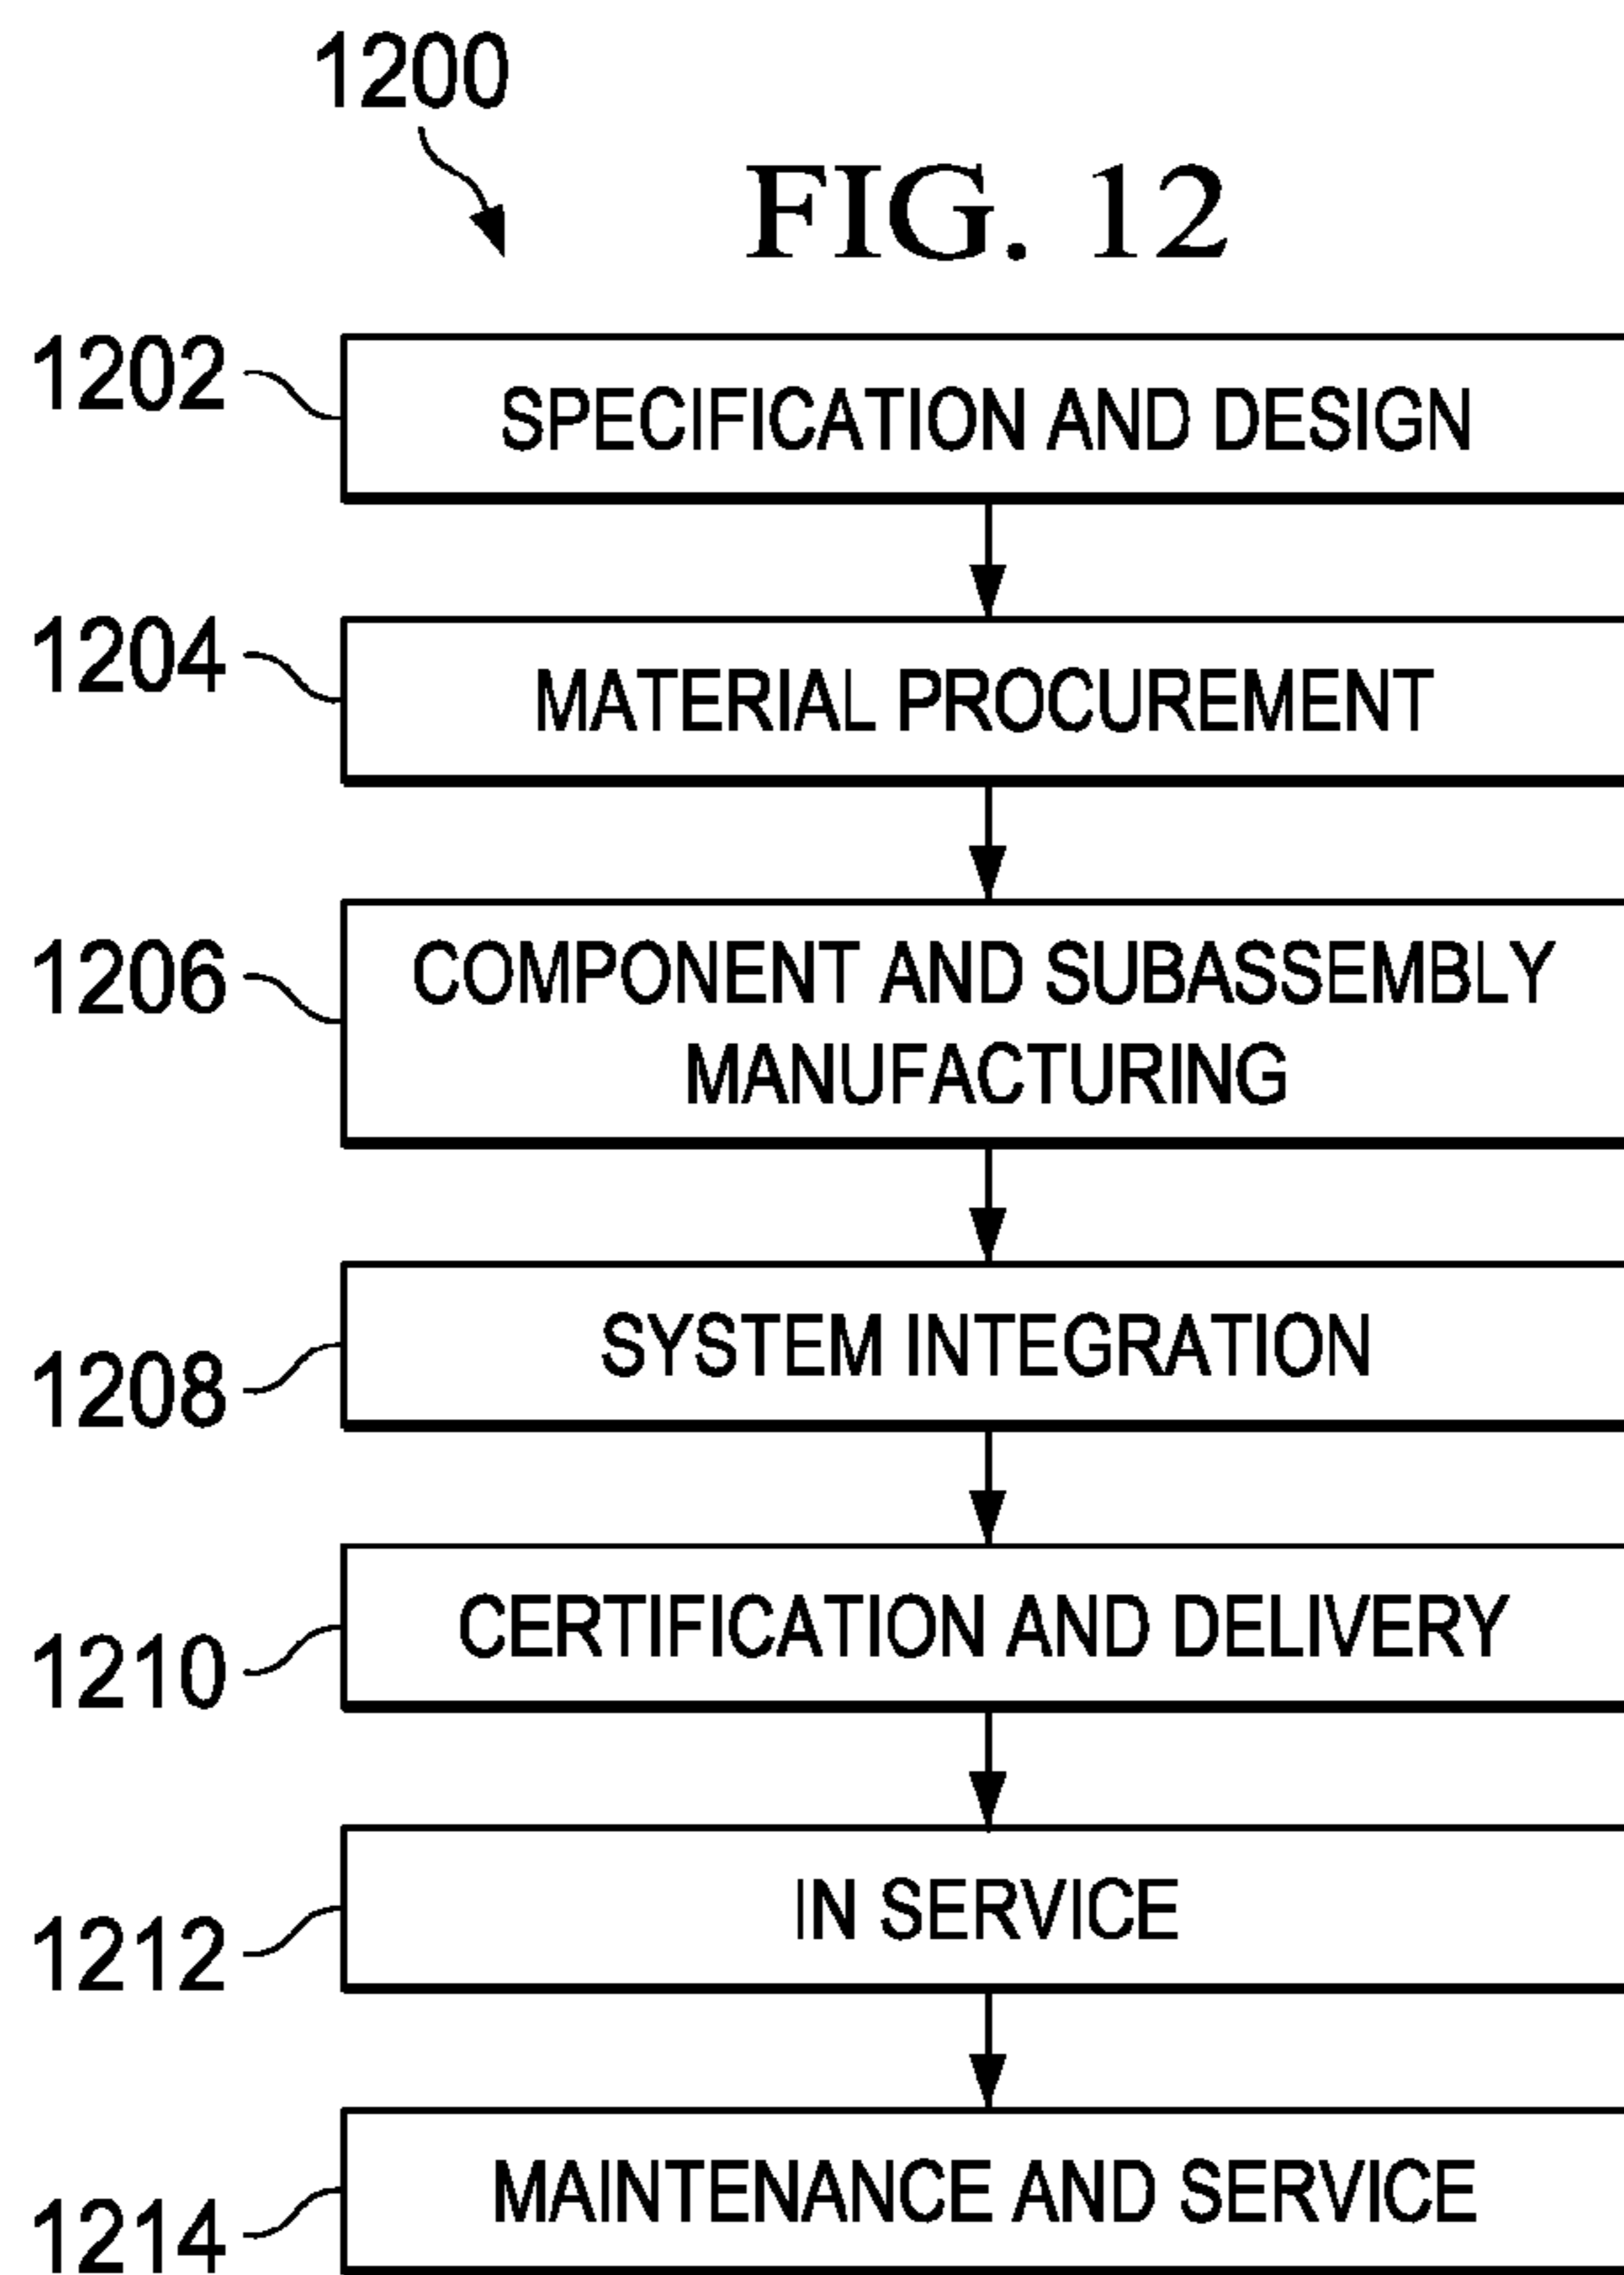 1200
FIG. 12
1202
SPECIFICATION AND DESIGN
1204
MATERIAL PROCUREMENT
1206
COMPONENT AND SUBASSEMBLY
MANUFACTURING
1208
SYSTEM INTEGRATION
1210
CERTIFICATION AND DELIVERY
1212
IN SERVICE
1214
MAINTENANCE AND SERVICE